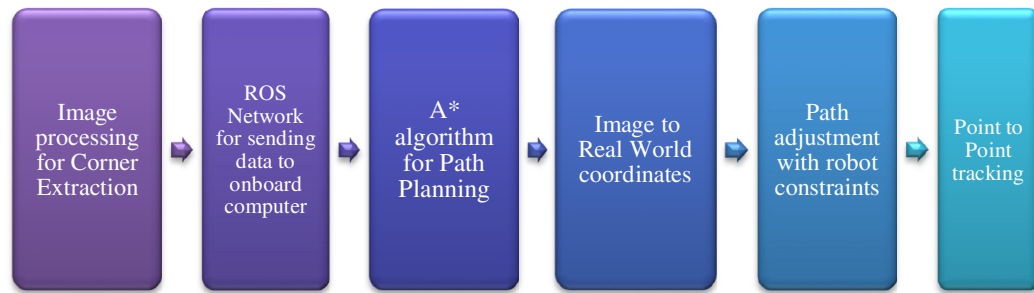 Image
processing
for Corner
Extraction
ROS
Network
for sending
data to
onboard
computer
A*
algorithm
for Path
Planning
Image to
Real World
coordinates
Path
adjustment
with robot
constraints
Point to
Point
tracking